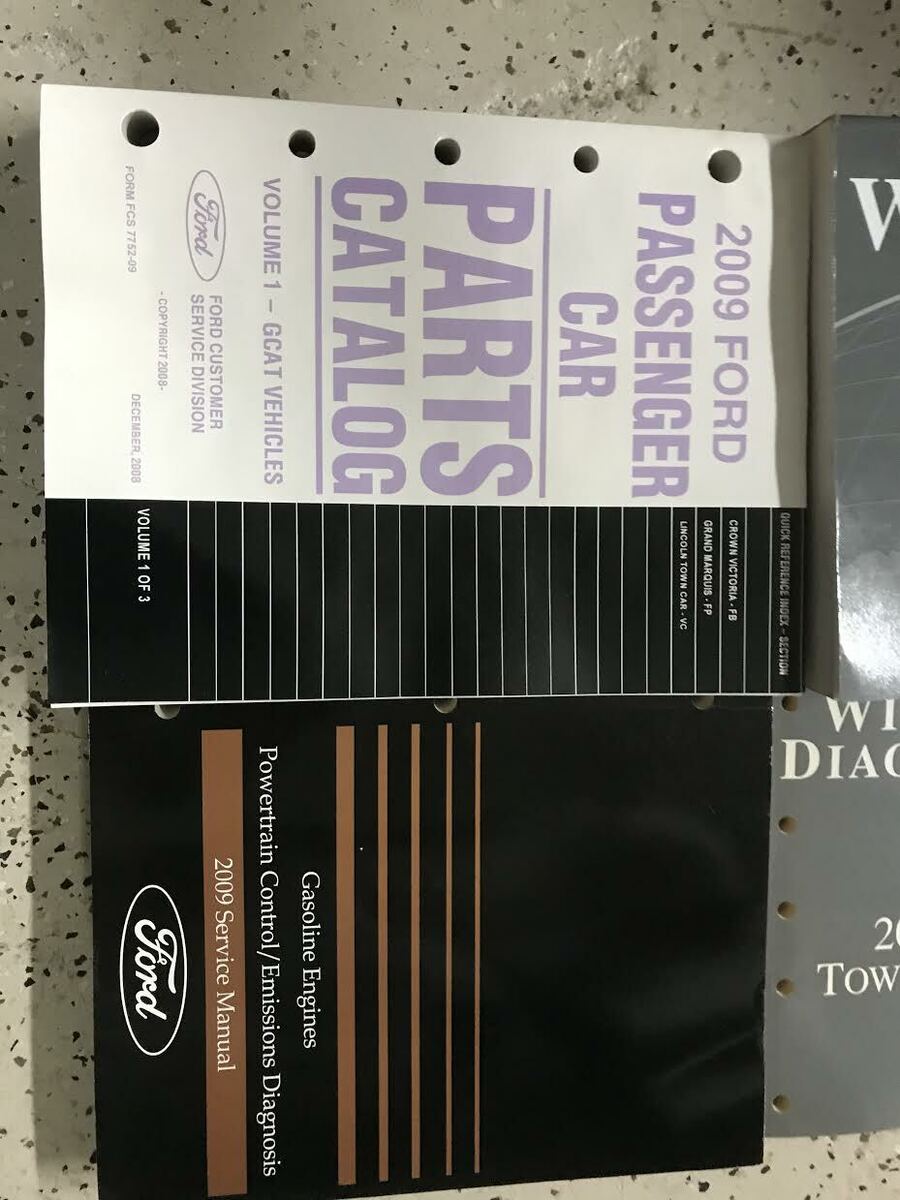 2009 FORD
PASSENGER
CAR
PARTS
CATALOG
VOLUME 1 – GCAT VEHICLES
Ford
FORD CUSTOMER
SERVICE DIVISION
- COPYRIGHT 2008-
FORM FCS 7752-09
DECEMBER, 2008
QUICK REFERENCE INDEX – SECTION
CROWN VICTORIA - FB
GRAND MARQUIS - FP
LINCOLN TOWN CAR - VC
VOLUME 1 OF 3
Gasoline Engines
Powertrain Control/Emissions Diagnosis
2009 Service Manual
Ford
W
WI
DIAG
20
Tow